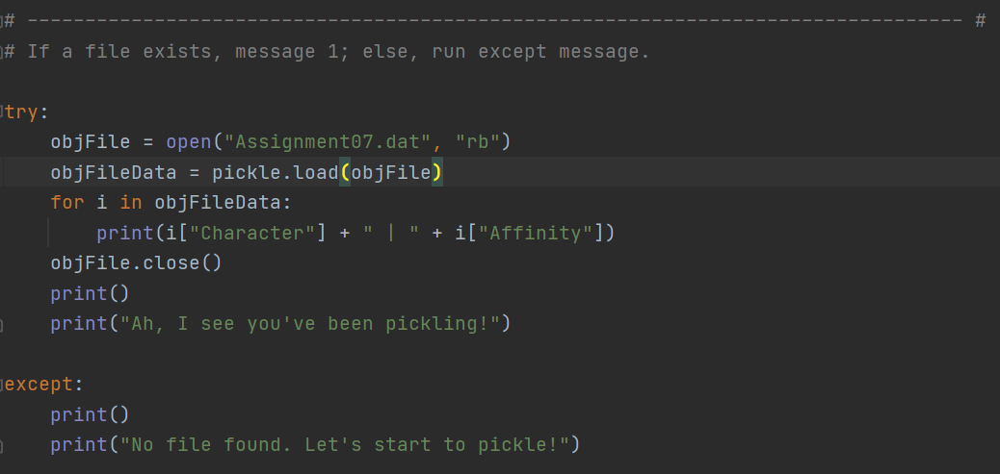 # --------------------------------------------------------------------------------- #
# If a file exists, message 1; else, run except message.
try:
    objFile = open("Assignment07.dat", "rb")
    objFileData = pickle.load(objFile)
    for i in objFileData:
        print(i["Character"] + " | " + i["Affinity"])
    objFile.close()
    print()
    print("Ah, I see you've been pickling!")
except:
    print()
    print("No file found. Let's start to pickle!")